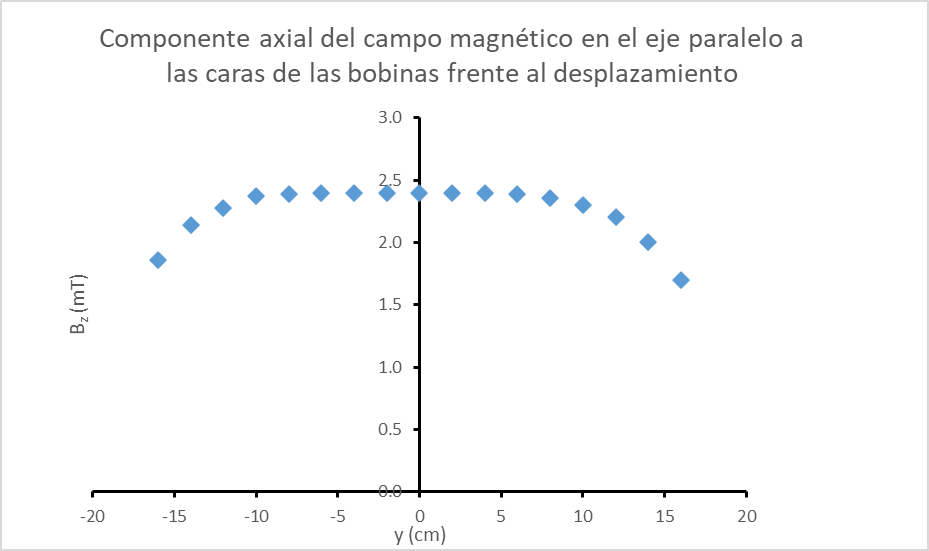 Componente axial del campo magnético en el eje paralelo a
las caras de las bobinas frente al desplazamiento
3.0
2.5
2.0
1.5
1.0
0.5
0.0
B_z (mT)
-20 -15 -10 -5 0 5 10 15 20
y (cm)